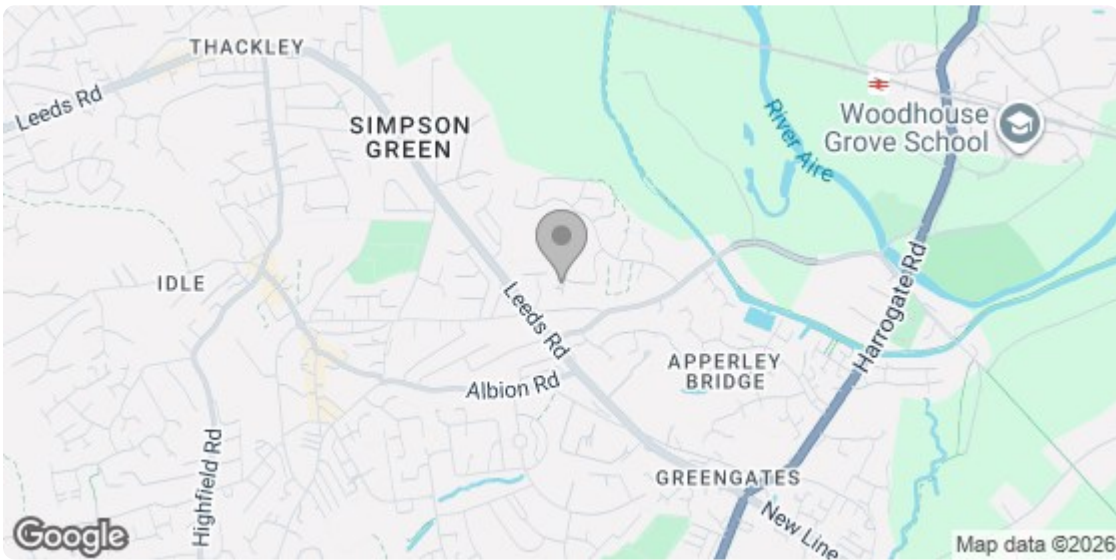 THACKLEY
Leeds Rd
SIMPSON
GREEN
River Aire
Woodhouse
Grove School
IDLE
Leeds Rd
Harrogate Rd
APPERLEY
BRIDGE
Albion Rd
Highfield Rd
GREENGATES
New Line
Google
Map data ©2026